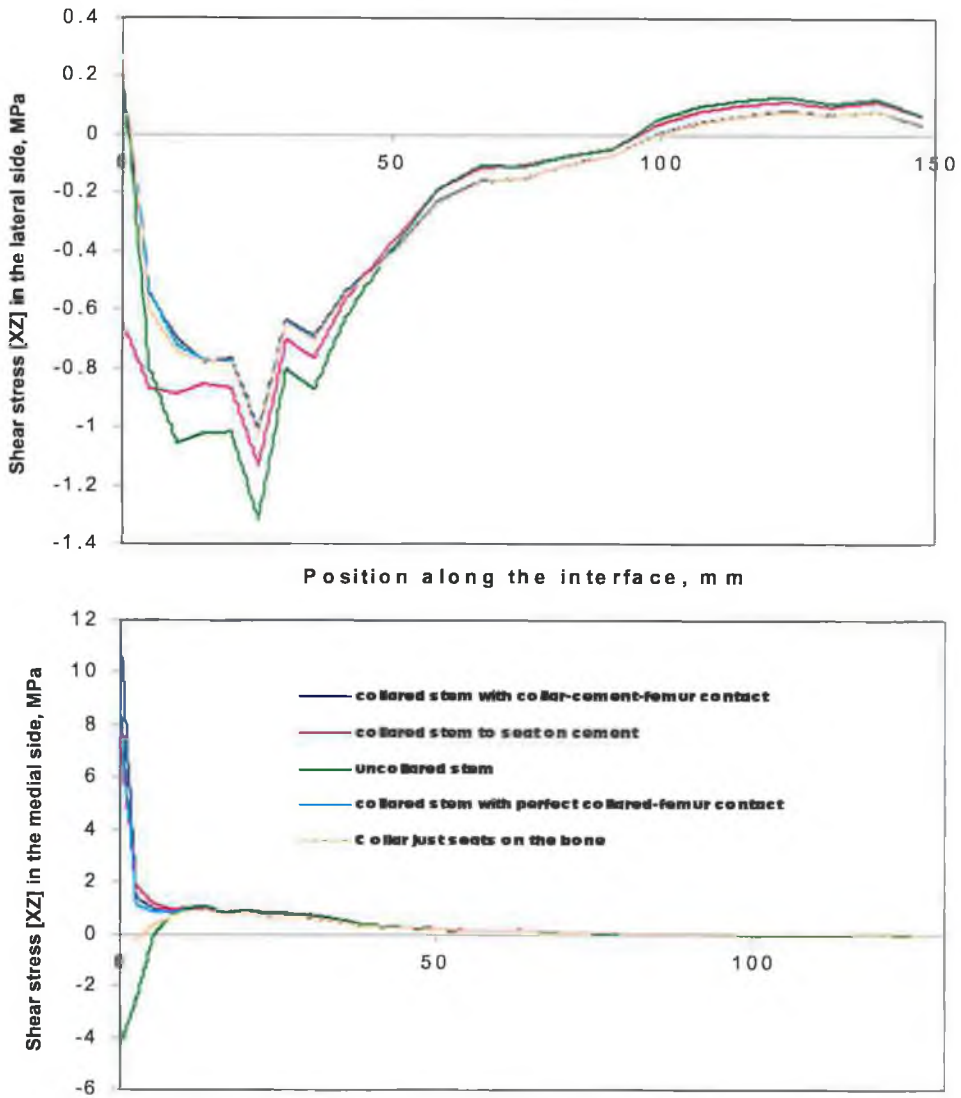 0.4
0.2
0
-0.2
-0.4
-0.6
-0.8
-1
-1.2
-1.4
0 50 100 150
Shear stress [XZ] in the lateral side, MPa
Position along the interface, mm
12
10
8
6
4
2
0
-2
-4
-6
0 50 100
Shear stress [XZ] in the medial side, MPa
collared stem with collar-cement-femur contact
collared stem to seat on cement
Uncollared stem
collared stem with perfect collared-femur contact
Collar just seats on the bone